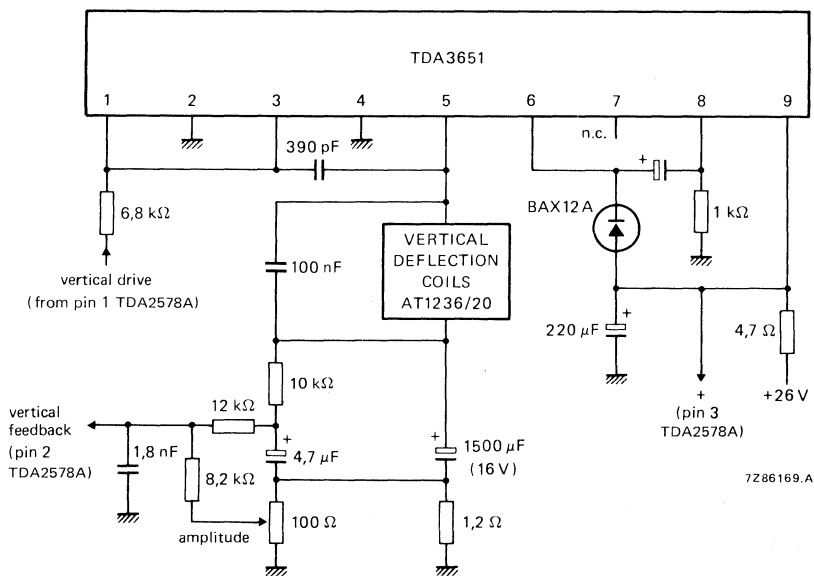 TDA3651
1 2 3 4 5 6 7 8 9
n.c.
390 pF
+
6,8 kΩ
BAX12A
1 kΩ
vertical drive
(from pin 1 TDA2578A)
100 nF
VERTICAL
DEFLECTION
COILS
AT1236/20
+
220 μF
4,7 Ω
10 kΩ
+
(pin 3
TDA2578A)
+26 V
vertical
feedback
(pin 2
TDA2578A)
12 kΩ
+
4,7 μF
+
1500 μF
(16 V)
1,8 nF
8,2 kΩ
7Z86169.A
amplitude
100 Ω
1,2 Ω